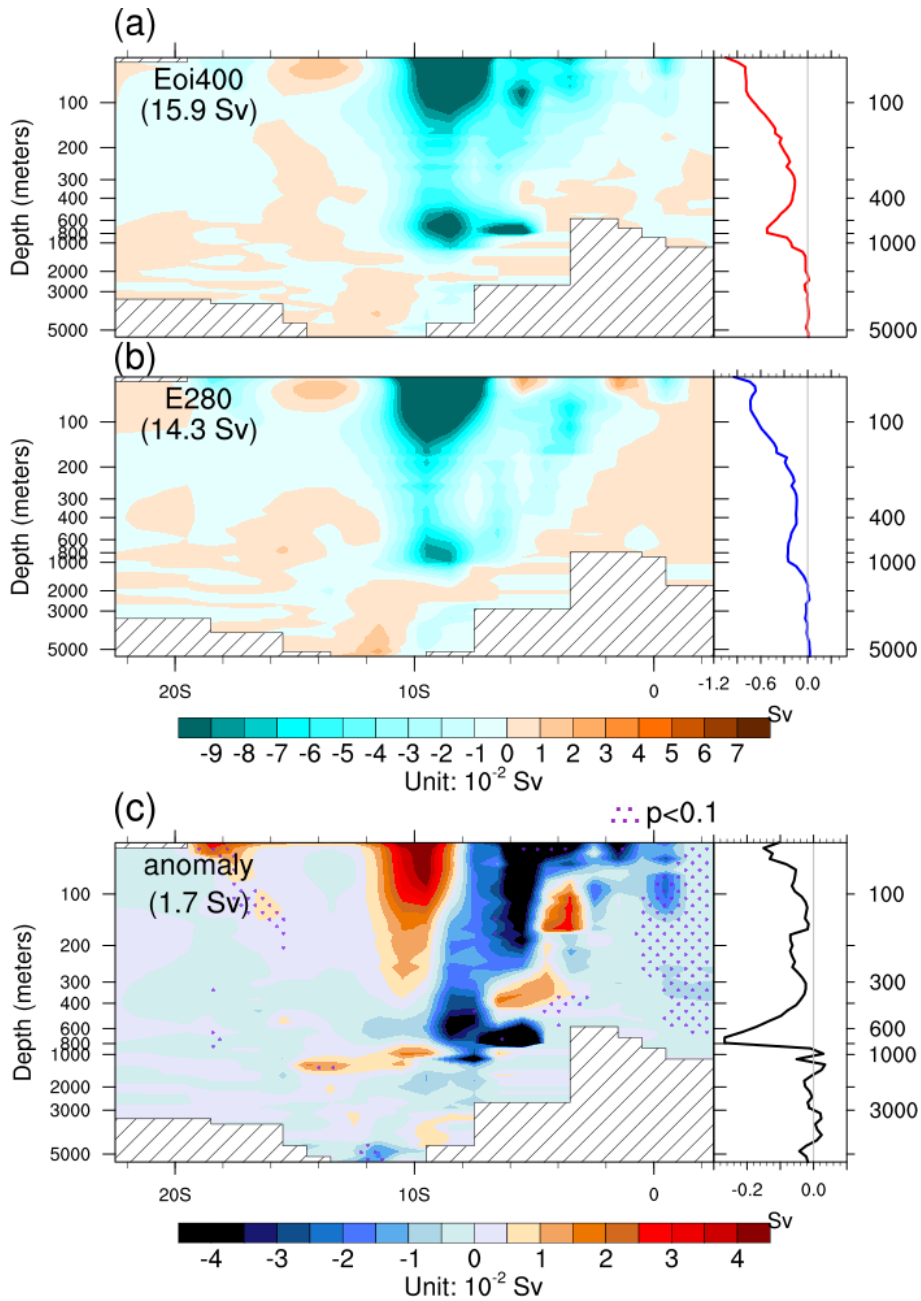 (a)
Eoi400
(15.9 Sv)
Depth (meters)
100
200
300
400
600
800
1000
2000
3000
5000
100
400
1000
5000
(b)
E280
(14.3 Sv)
Depth (meters)
100
200
300
400
600
800
1000
2000
3000
5000
100
400
1000
5000
20S
10S
0
-1.2
-0.6
0.0
Sv
-9 -8 -7 -6 -5 -4 -3 -2 -1 0 1 2 3 4 5 6 7
Unit: 10⁻² Sv
(c)
p<0.1
anomaly
(1.7 Sv)
Depth (meters)
100
200
300
400
600
800
1000
2000
3000
5000
100
300
600
1000
3000
20S
10S
0
-0.2
0.0
Sv
-4 -3 -2 -1 0 1 2 3 4
Unit: 10⁻² Sv